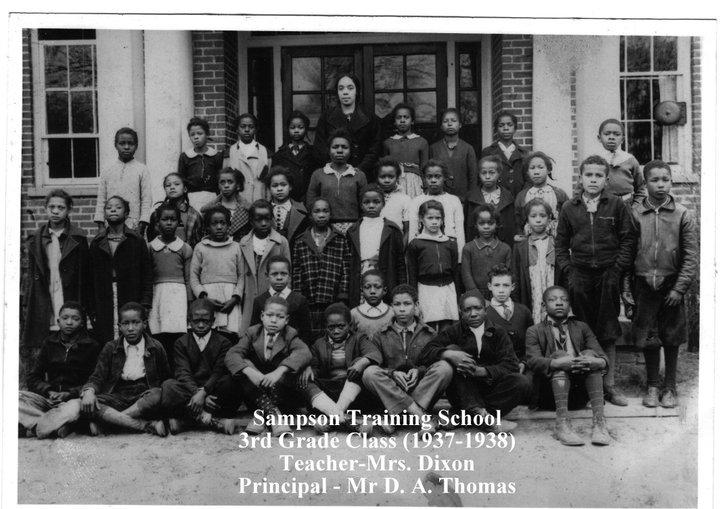 Sampson Training School
3rd Grade Class (1937-1938)
Teacher-Mrs. Dixon
Principal - Mr D. A. Thomas